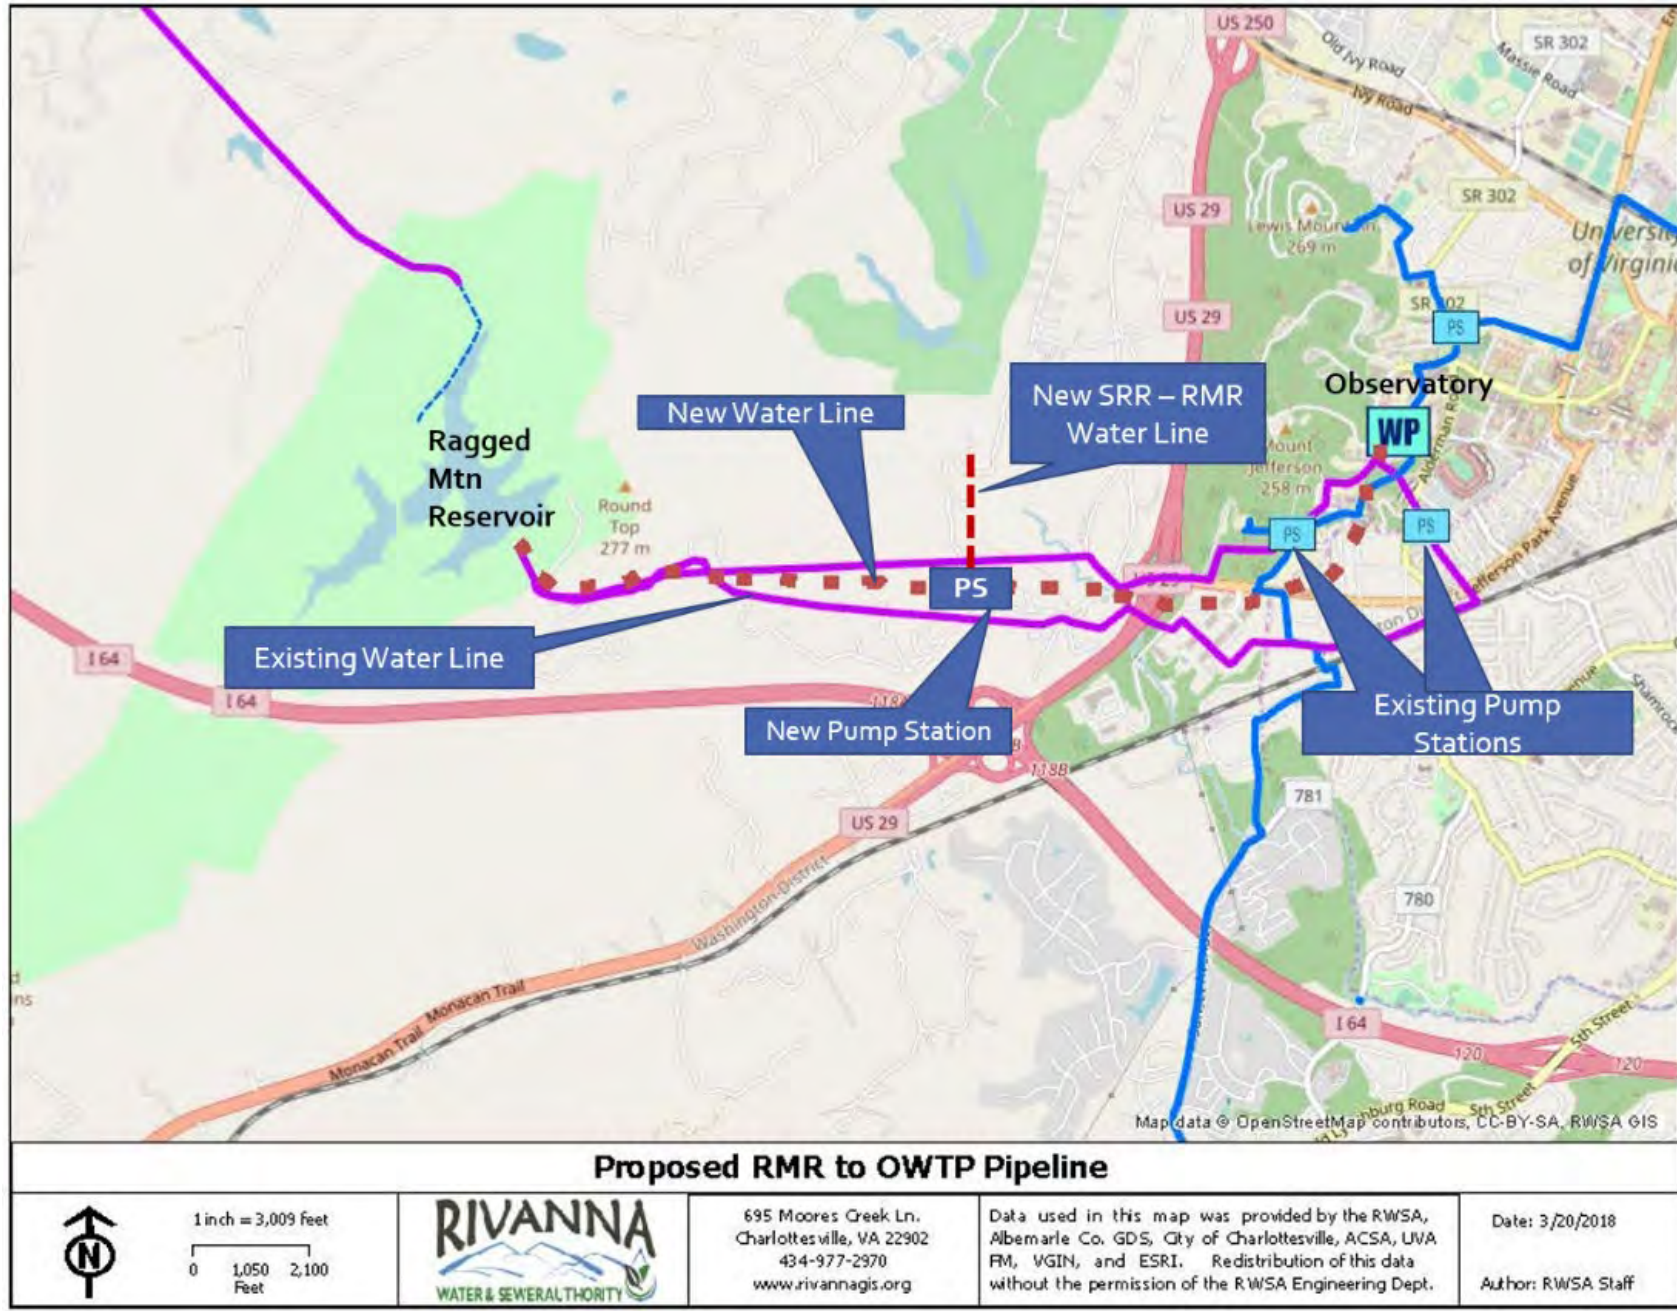 US 250
SR 302
Old Ivy Road
Massie Road
Ivy Road
SR 302
US 29
Lewis Mountain
269 m
of Virginia
US 29
PS
Observatory
New SRR – RMR
Water Line
New Water Line
WP
Alderman
Ragged
Mtn
Reservoir
Mount
Jefferson
258 m
Round
Top
277 m
PS
PS
Jefferson Park Avenue
PS
Existing Water Line
I 64
I 64
New Pump Station
Existing Pump
Stations
118B
781
US 29
Washington District
780
Monacan Trail
Monacan Trail
I 64
5th Street
120
120
5th Street
Map data © OpenStreetMap contributors, CC-BY-SA, RWSA GIS
Proposed RMR to OWTP Pipeline
N
1 inch = 3,009 feet
0 1,050 2,100
Feet
RIVANNA
WATER & SEWER AUTHORITY
695 Moores Creek Ln.
Charlottesville, VA 22902
434-977-2970
www.rivannagis.org
Data used in this map was provided by the RWSA,
Albemarle Co. GDS, City of Charlottesville, ACSA, UVA
FM, VGIN, and ESRI. Redistribution of this data
without the permission of the RWSA Engineering Dept.
Date: 3/20/2018
Author: RWSA Staff